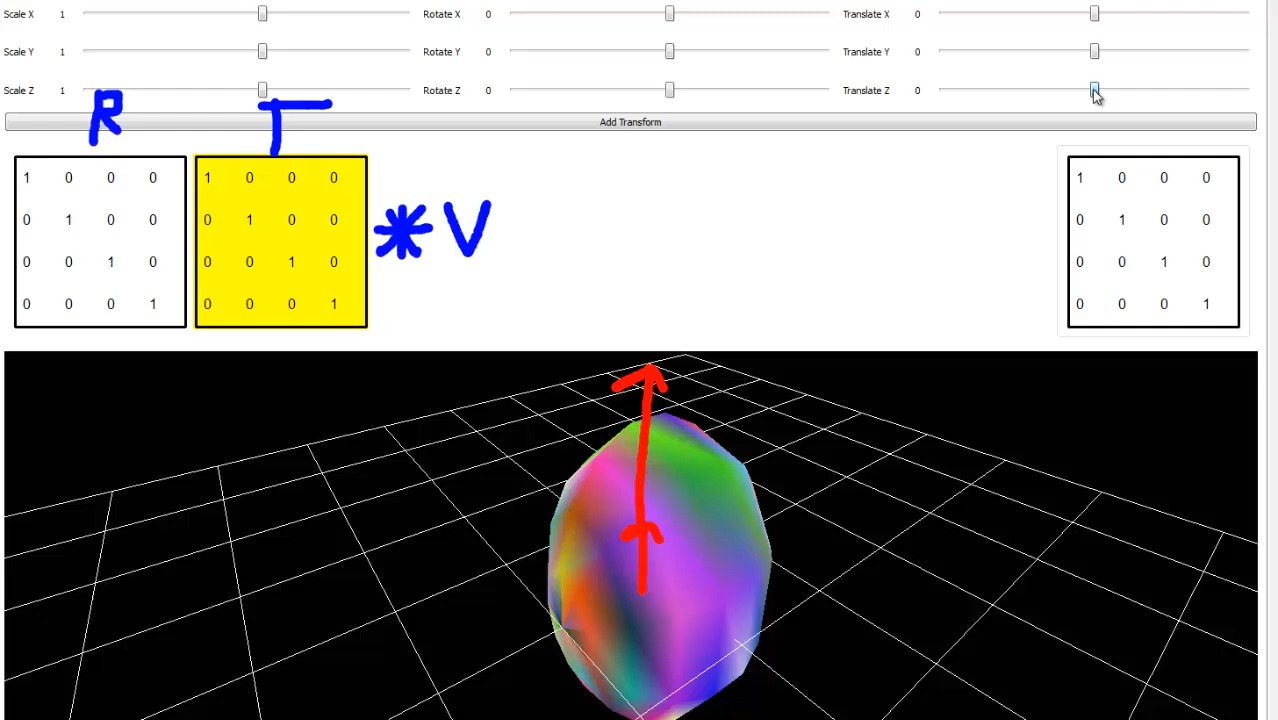 Scale X 1 Rotate X 0 Translate X 0
Scale Y 1 Rotate Y 0 Translate Y 0
Scale Z 1 Rotate Z 0 Translate Z 0
R T
Add Transform
1 0 0 0 1 0 0 0 1 0 0 0
0 1 0 0 0 1 0 0 * V 0 1 0 0
0 0 1 0 0 0 1 0 0 0 1 0
0 0 0 1 0 0 0 1 0 0 0 1